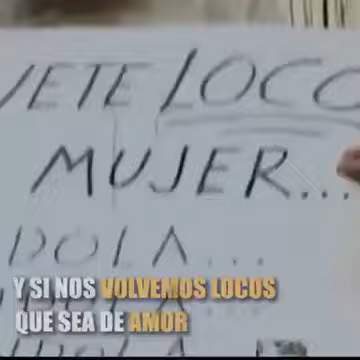 VETE LOCO
MUJER...
DOLA...
Y SI NOS VOLVEMOS LOCOS
QUE SEA DE AMOR